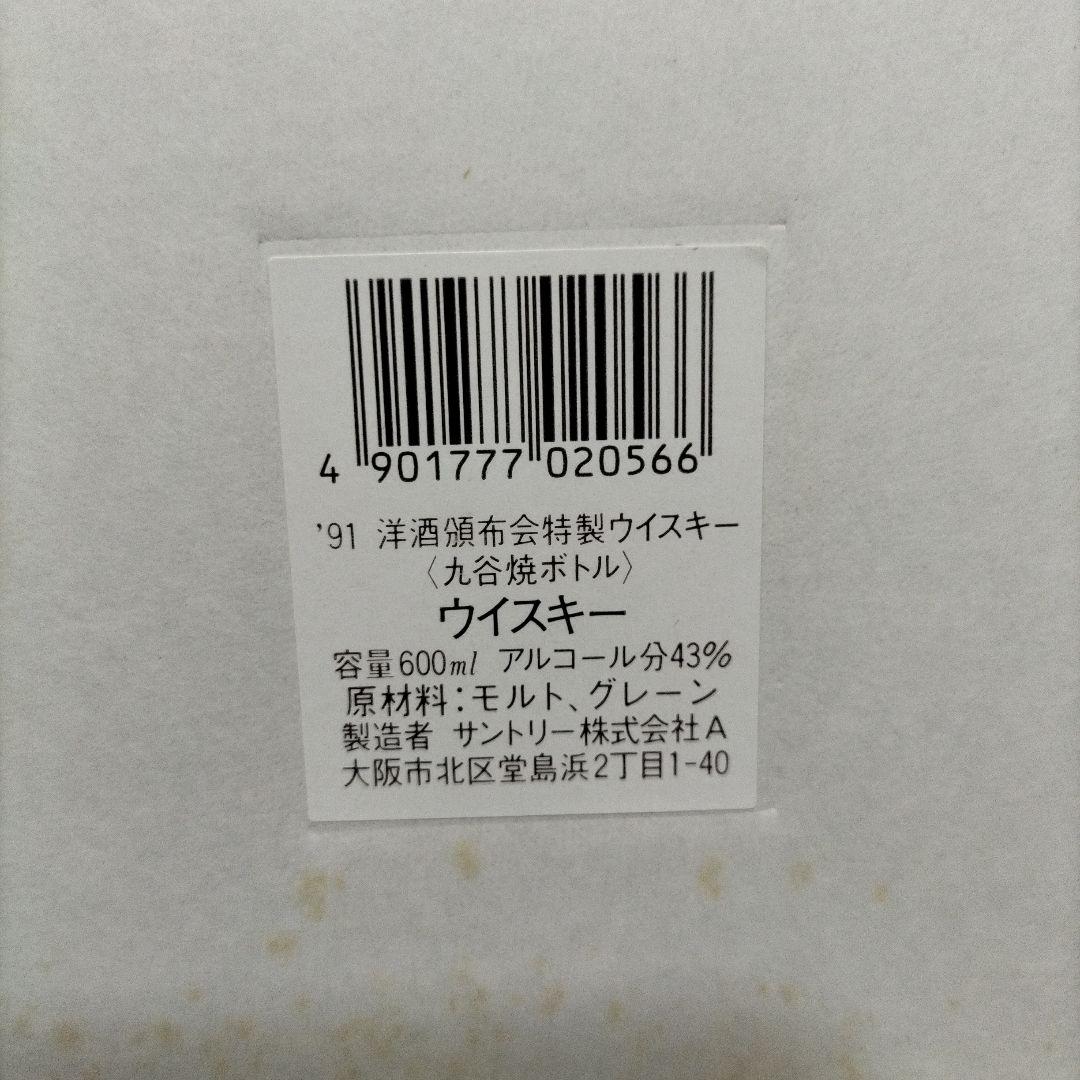 4 901777 020566
'91 洋酒頒布会特製ウイスキー
〈九谷焼ボトル〉
ウイスキー
容量600ml アルコール分43%
原材料:モルト、グレーン
製造者 サントリー株式会社A
大阪市北区堂島浜2丁目1-40